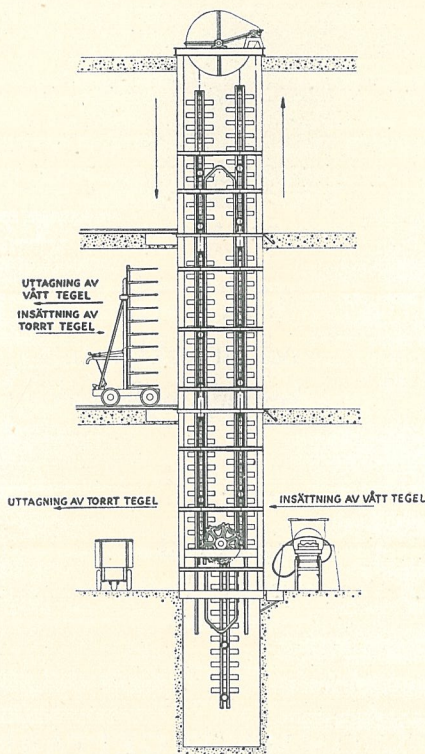 UTTAGNING AV
VÅTT TEGEL
INSÄTTNING AV
TORRT TEGEL
UTTAGNING AV TORRT TEGEL
INSÄTTNING AV VÅTT TEGEL